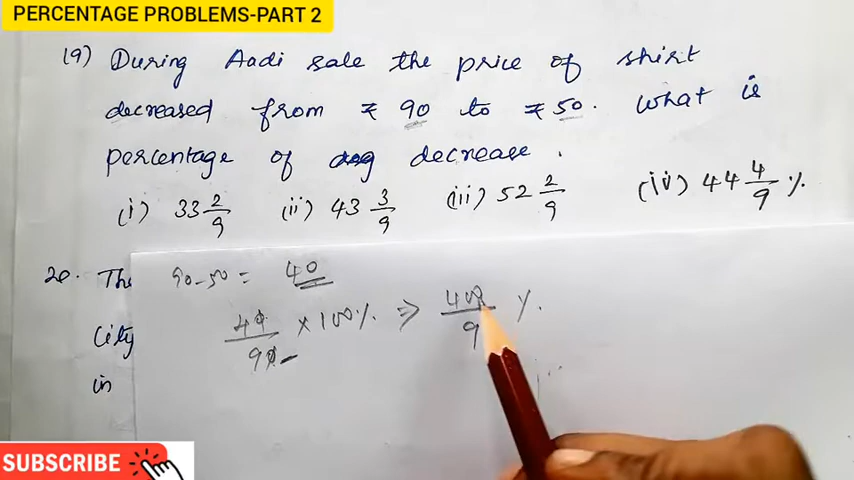 PERCENTAGE PROBLEMS-PART 2
19) During Aadi sale the price of shirt
decreased from ₹ 90 to ₹ 50. What is
percentage of decrease.
(i) 33 2/9 (ii) 43 3/9 (iii) 52 2/9 (iv) 44 4/9 %
20. The
90-50 = 40
City
40/90 × 100% ⇒ 400/9 %.
in
SUBSCRIBE